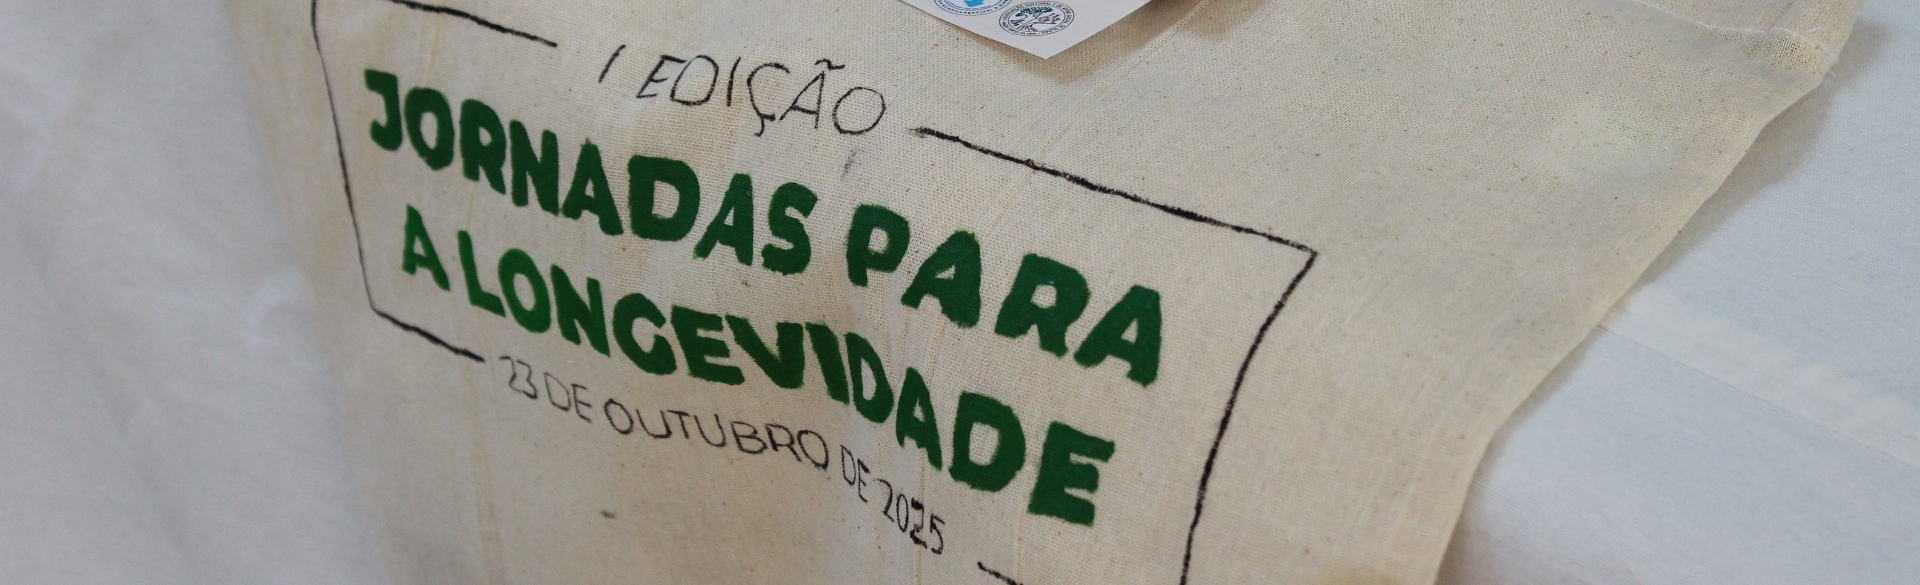 I EDIÇÃO
JORNADAS PARA
A LONGEVIDADE
23 DE OUTUBRO DE 2025